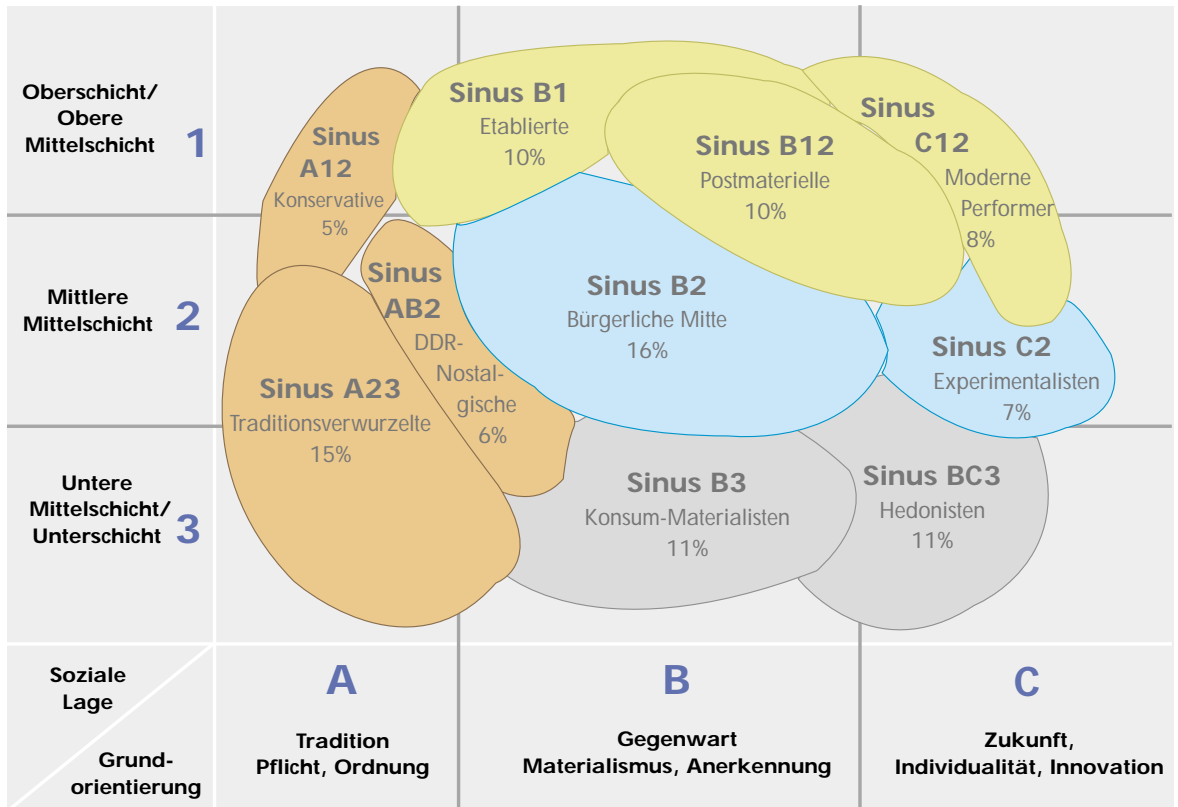 Oberschicht/
Obere
Mittelschicht
1
Sinus
A12
Konservative
5%
Sinus B1
Etablierte
10%
Sinus B12
Postmaterielle
10%
Sinus
C12
Moderne
Performer
8%
Mittlere
Mittelschicht
2
Sinus
AB2
DDR-
Nostal-
gische
6%
Sinus B2
Bürgerliche Mitte
16%
Sinus C2
Experimentalisten
7%
Sinus A23
Traditionsverwurzelte
15%
Untere
Mittelschicht/
Unterschicht
3
Sinus B3
Konsum-Materialisten
11%
Sinus BC3
Hedonisten
11%
Soziale
Lage
Grund-
orientierung
A
Tradition
Pflicht, Ordnung
B
Gegenwart
Materialismus, Anerkennung
C
Zukunft,
Individualität, Innovation